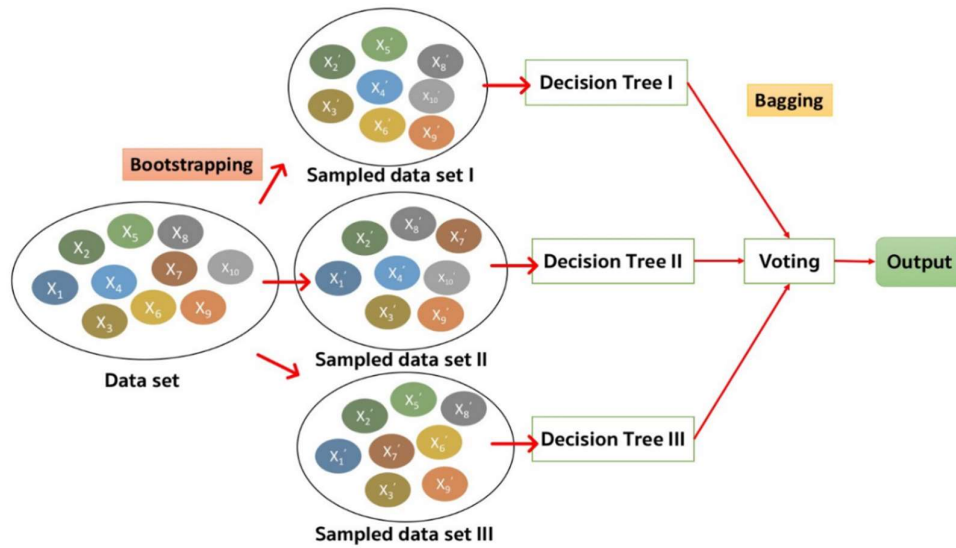 X₂′
X₅′
X₈′
X₃′
X₄′
X₁₀′
X₆′
X₉′
Sampled data set I
Decision Tree I
Bagging
Bootstrapping
X₂
X₅
X₈
X₁
X₄
X₇
X₁₀
X₃
X₆
X₉
Data set
X₂′
X₈′
X₇′
X₁′
X₄′
X₁₀′
X₃′
X₉′
Sampled data set II
Decision Tree II
Voting
Output
X₂′
X₅′
X₈′
X₁′
X₇′
X₆′
X₃′
X₉′
Sampled data set III
Decision Tree III